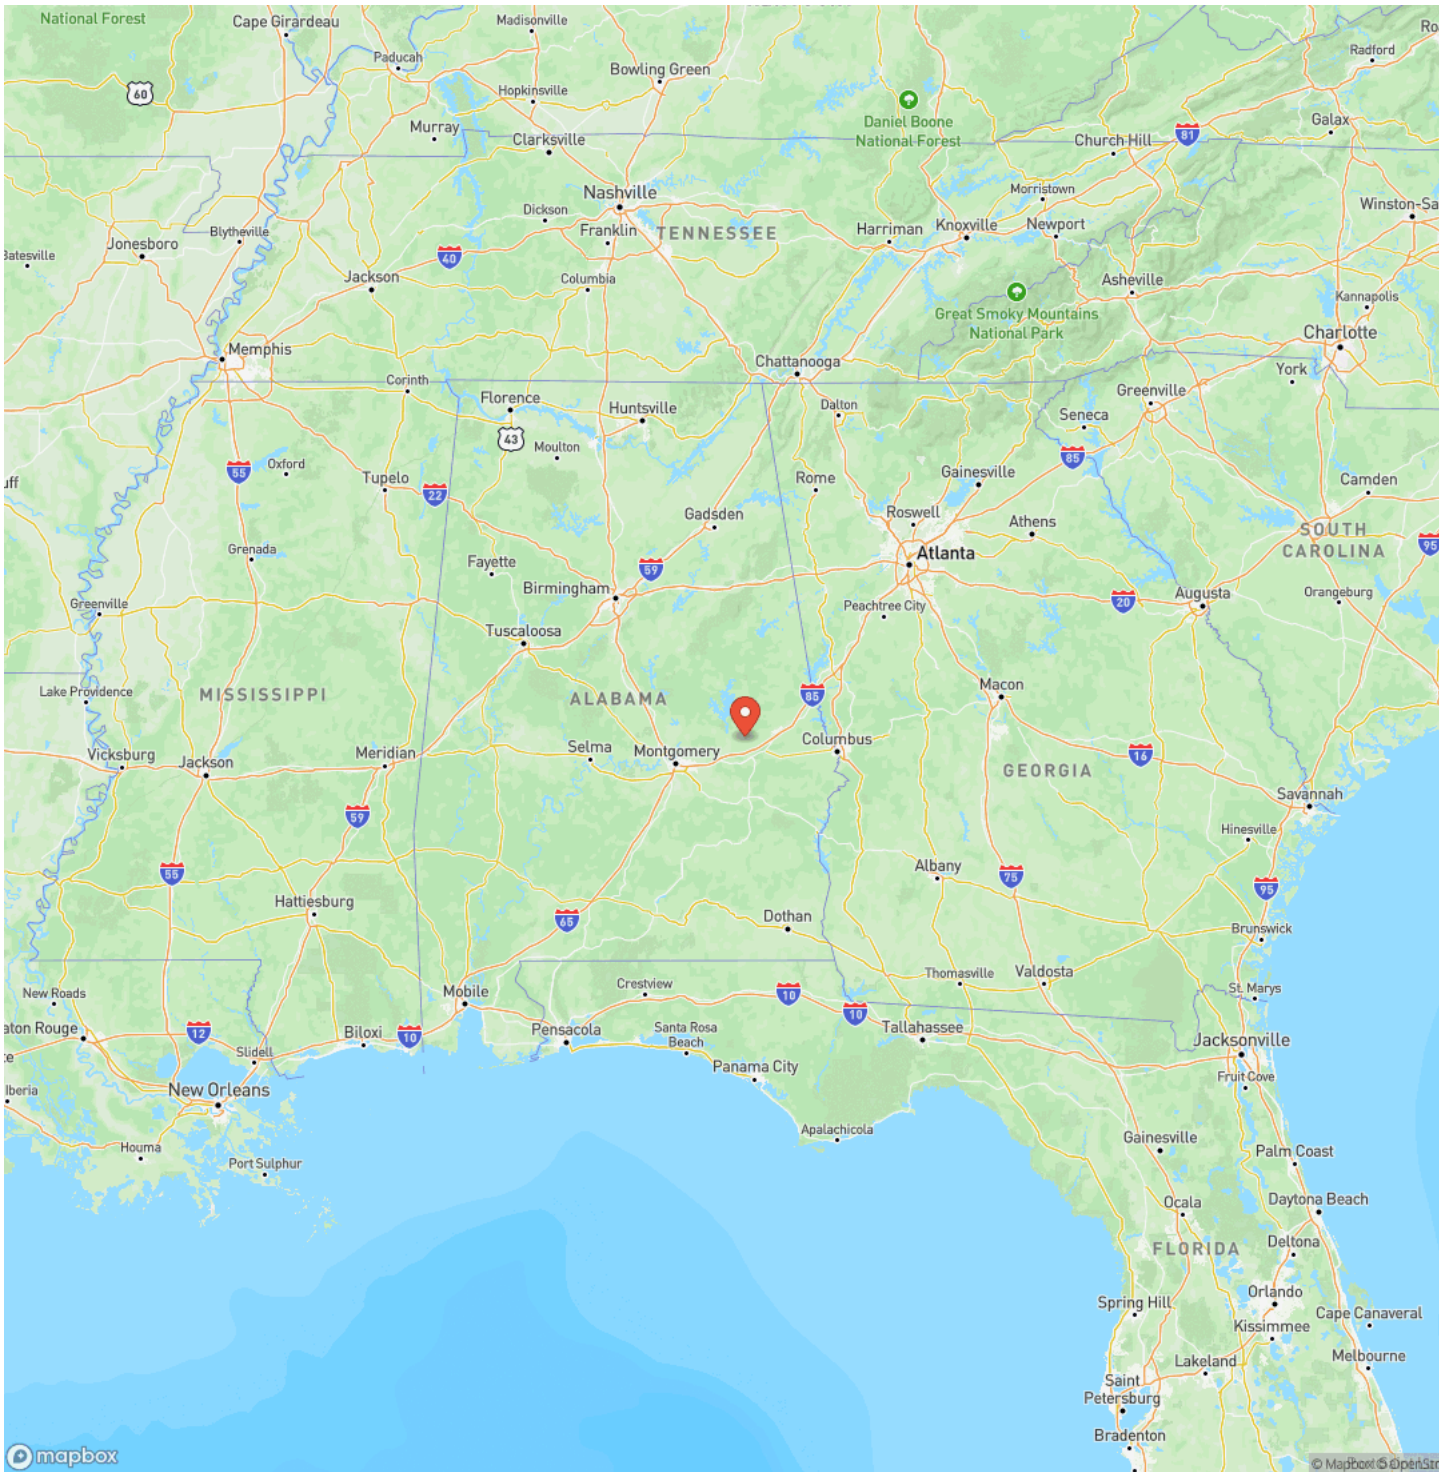 National Forest
Cape Girardeau
Madisonville
Radford
Paducah
60
Bowling Green
Hopkinsville
Daniel Boone
National Forest
Galax
Murray
Clarksville
81
Church Hill
Nashville
Morristown
Winston-Sa
Dickson
Franklin
TENNESSEE
Harriman
Knoxville
Newport
Blytheville
Jonesboro
Batesville
40
Jackson
Columbia
Asheville
Kannapolis
Great Smoky Mountains
National Park
Charlotte
Memphis
Chattanooga
York
Corinth
Florence
Huntsville
Dalton
Greenville
Seneca
43
Moulton
85
55
Oxford
Tupelo
22
Rome
Gainesville
Camden
uff
Gadsden
Roswell
Athens
SOUTH
CAROLINA
95
Grenada
Fayette
59
Atlanta
Birmingham
Greenville
Peachtree City
20
Augusta
Orangeburg
Tuscaloosa
Lake Providence
MISSISSIPPI
ALABAMA
85
Macon
Vicksburg
Jackson
Meridian
Selma
Montgomery
Columbus
16
GEORGIA
Savannah
59
Hinesville
55
Albany
75
95
Hattiesburg
65
Dothan
Brunswick
New Roads
Mobile
Crestview
10
Thomasville
Valdosta
St. Marys
aton Rouge
12
Biloxi
10
Pensacola
Santa Rosa
Beach
10
Tallahassee
Jacksonville
Slidell
Panama City
Fruit Cove
Iberia
New Orleans
Apalachicola
Gainesville
Houma
Port Sulphur
Palm Coast
Ocala
Daytona Beach
FLORIDA
Deltona
Orlando
Spring Hill
Cape Canaveral
Kissimmee
Lakeland
Melbourne
Saint
Petersburg
Bradenton
mapbox
© Mapbox © OpenStr